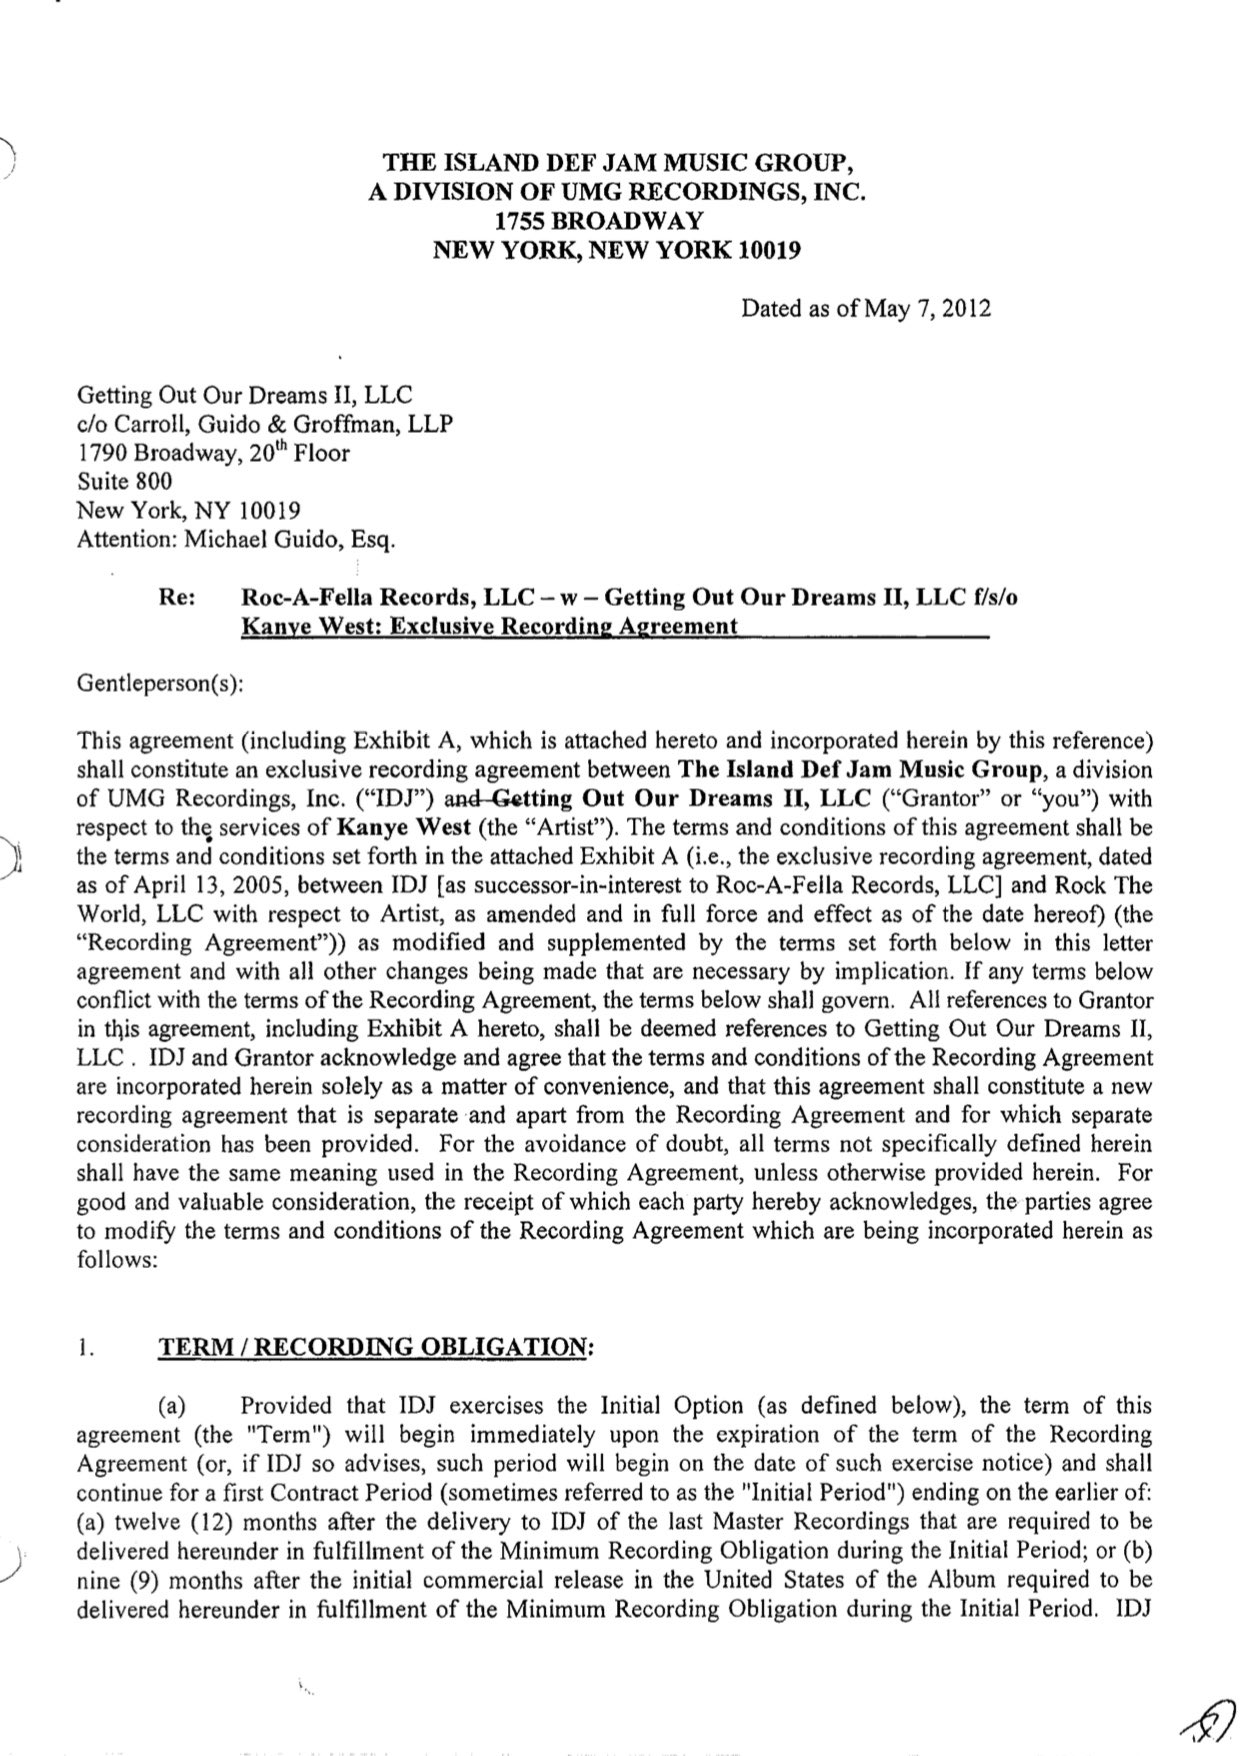 THE ISLAND DEF JAM MUSIC GROUP,
A DIVISION OF UMG RECORDINGS, INC.
1755 BROADWAY
NEW YORK, NEW YORK 10019
Dated as of May 7, 2012
Getting Out Our Dreams II, LLC
c/o Carroll, Guido & Groffman, LLP
1790 Broadway, 20th Floor
Suite 800
New York, NY 10019
Attention: Michael Guido, Esq.
Re: Roc-A-Fella Records, LLC – w – Getting Out Our Dreams II, LLC f/s/o
Kanye West: Exclusive Recording Agreement
Gentleperson(s):
This agreement (including Exhibit A, which is attached hereto and incorporated herein by this reference)
shall constitute an exclusive recording agreement between The Island Def Jam Music Group, a division
of UMG Recordings, Inc. (“IDJ”) and Getting Out Our Dreams II, LLC (“Grantor” or “you”) with
respect to the services of Kanye West (the “Artist”). The terms and conditions of this agreement shall be
the terms and conditions set forth in the attached Exhibit A (i.e., the exclusive recording agreement, dated
as of April 13, 2005, between IDJ [as successor-in-interest to Roc-A-Fella Records, LLC] and Rock The
World, LLC with respect to Artist, as amended and in full force and effect as of the date hereof) (the
“Recording Agreement”)) as modified and supplemented by the terms set forth below in this letter
agreement and with all other changes being made that are necessary by implication. If any terms below
conflict with the terms of the Recording Agreement, the terms below shall govern. All references to Grantor
in this agreement, including Exhibit A hereto, shall be deemed references to Getting Out Our Dreams II,
LLC . IDJ and Grantor acknowledge and agree that the terms and conditions of the Recording Agreement
are incorporated herein solely as a matter of convenience, and that this agreement shall constitute a new
recording agreement that is separate and apart from the Recording Agreement and for which separate
consideration has been provided. For the avoidance of doubt, all terms not specifically defined herein
shall have the same meaning used in the Recording Agreement, unless otherwise provided herein. For
good and valuable consideration, the receipt of which each party hereby acknowledges, the parties agree
to modify the terms and conditions of the Recording Agreement which are being incorporated herein as
follows:
1. TERM / RECORDING OBLIGATION:
(a) Provided that IDJ exercises the Initial Option (as defined below), the term of this
agreement (the "Term") will begin immediately upon the expiration of the term of the Recording
Agreement (or, if IDJ so advises, such period will begin on the date of such exercise notice) and shall
continue for a first Contract Period (sometimes referred to as the "Initial Period") ending on the earlier of:
(a) twelve (12) months after the delivery to IDJ of the last Master Recordings that are required to be
delivered hereunder in fulfillment of the Minimum Recording Obligation during the Initial Period; or (b)
nine (9) months after the initial commercial release in the United States of the Album required to be
delivered hereunder in fulfillment of the Minimum Recording Obligation during the Initial Period. IDJ